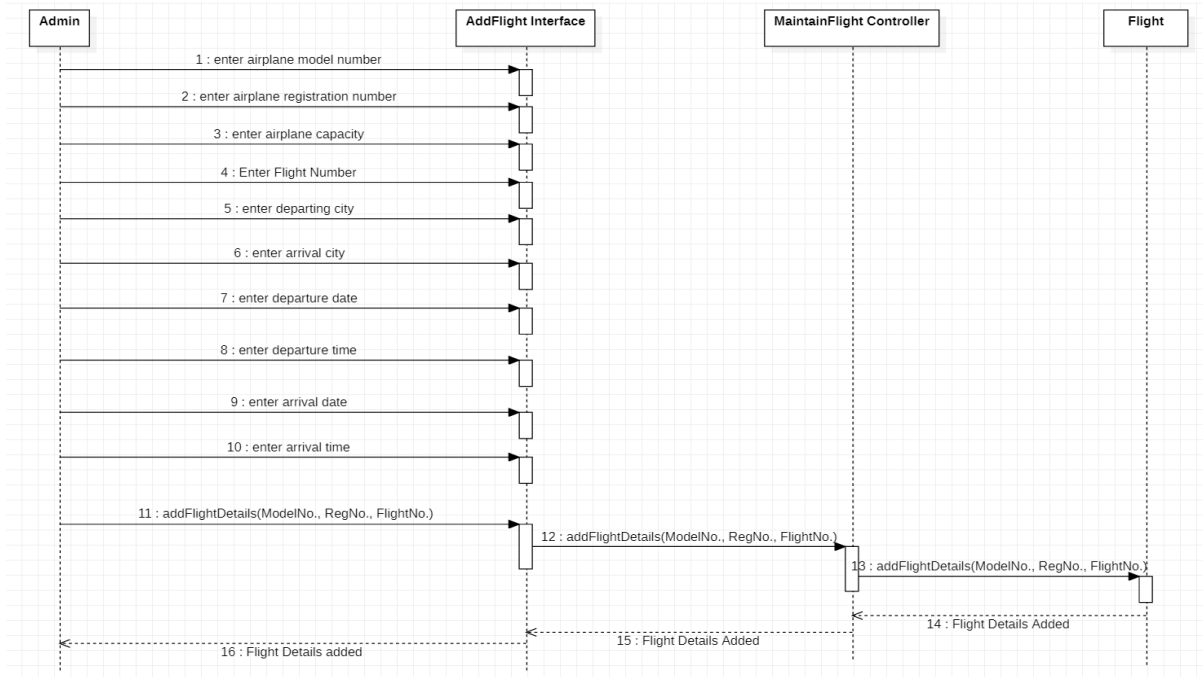 Admin
AddFlight Interface
MaintainFlight Controller
Flight
1 : enter airplane model number
2 : enter airplane registration number
3 : enter airplane capacity
4 : Enter Flight Number
5 : enter departing city
6 : enter arrival city
7 : enter departure date
8 : enter departure time
9 : enter arrival date
10 : enter arrival time
11 : addFlightDetails(ModelNo., RegNo., FlightNo.)
12 : addFlightDetails(ModelNo., RegNo., FlightNo.)
13 : addFlightDetails(ModelNo., RegNo., FlightNo.)
14 : Flight Details Added
15 : Flight Details Added
16 : Flight Details added